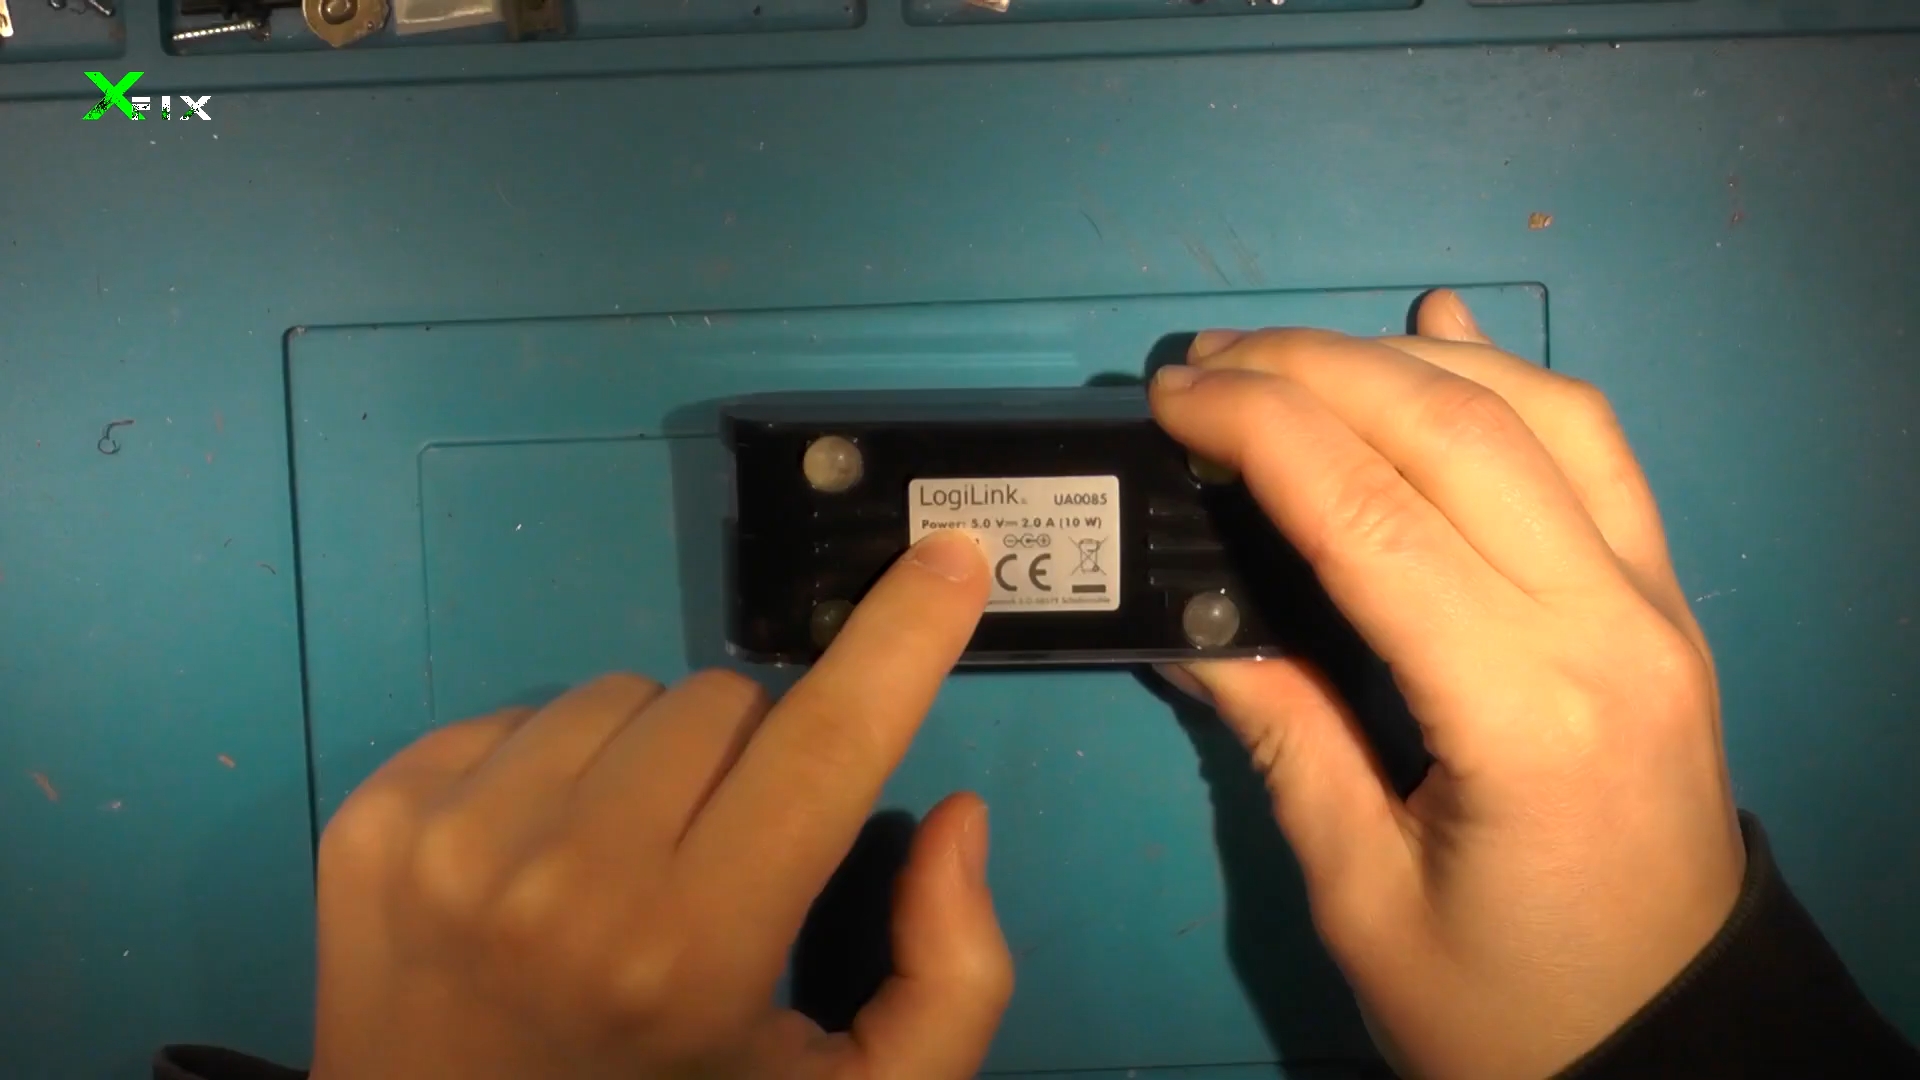 XFIX
LogiLink
UA0085
Power: 5.0 V⎓2.0 A (10 W)
CE